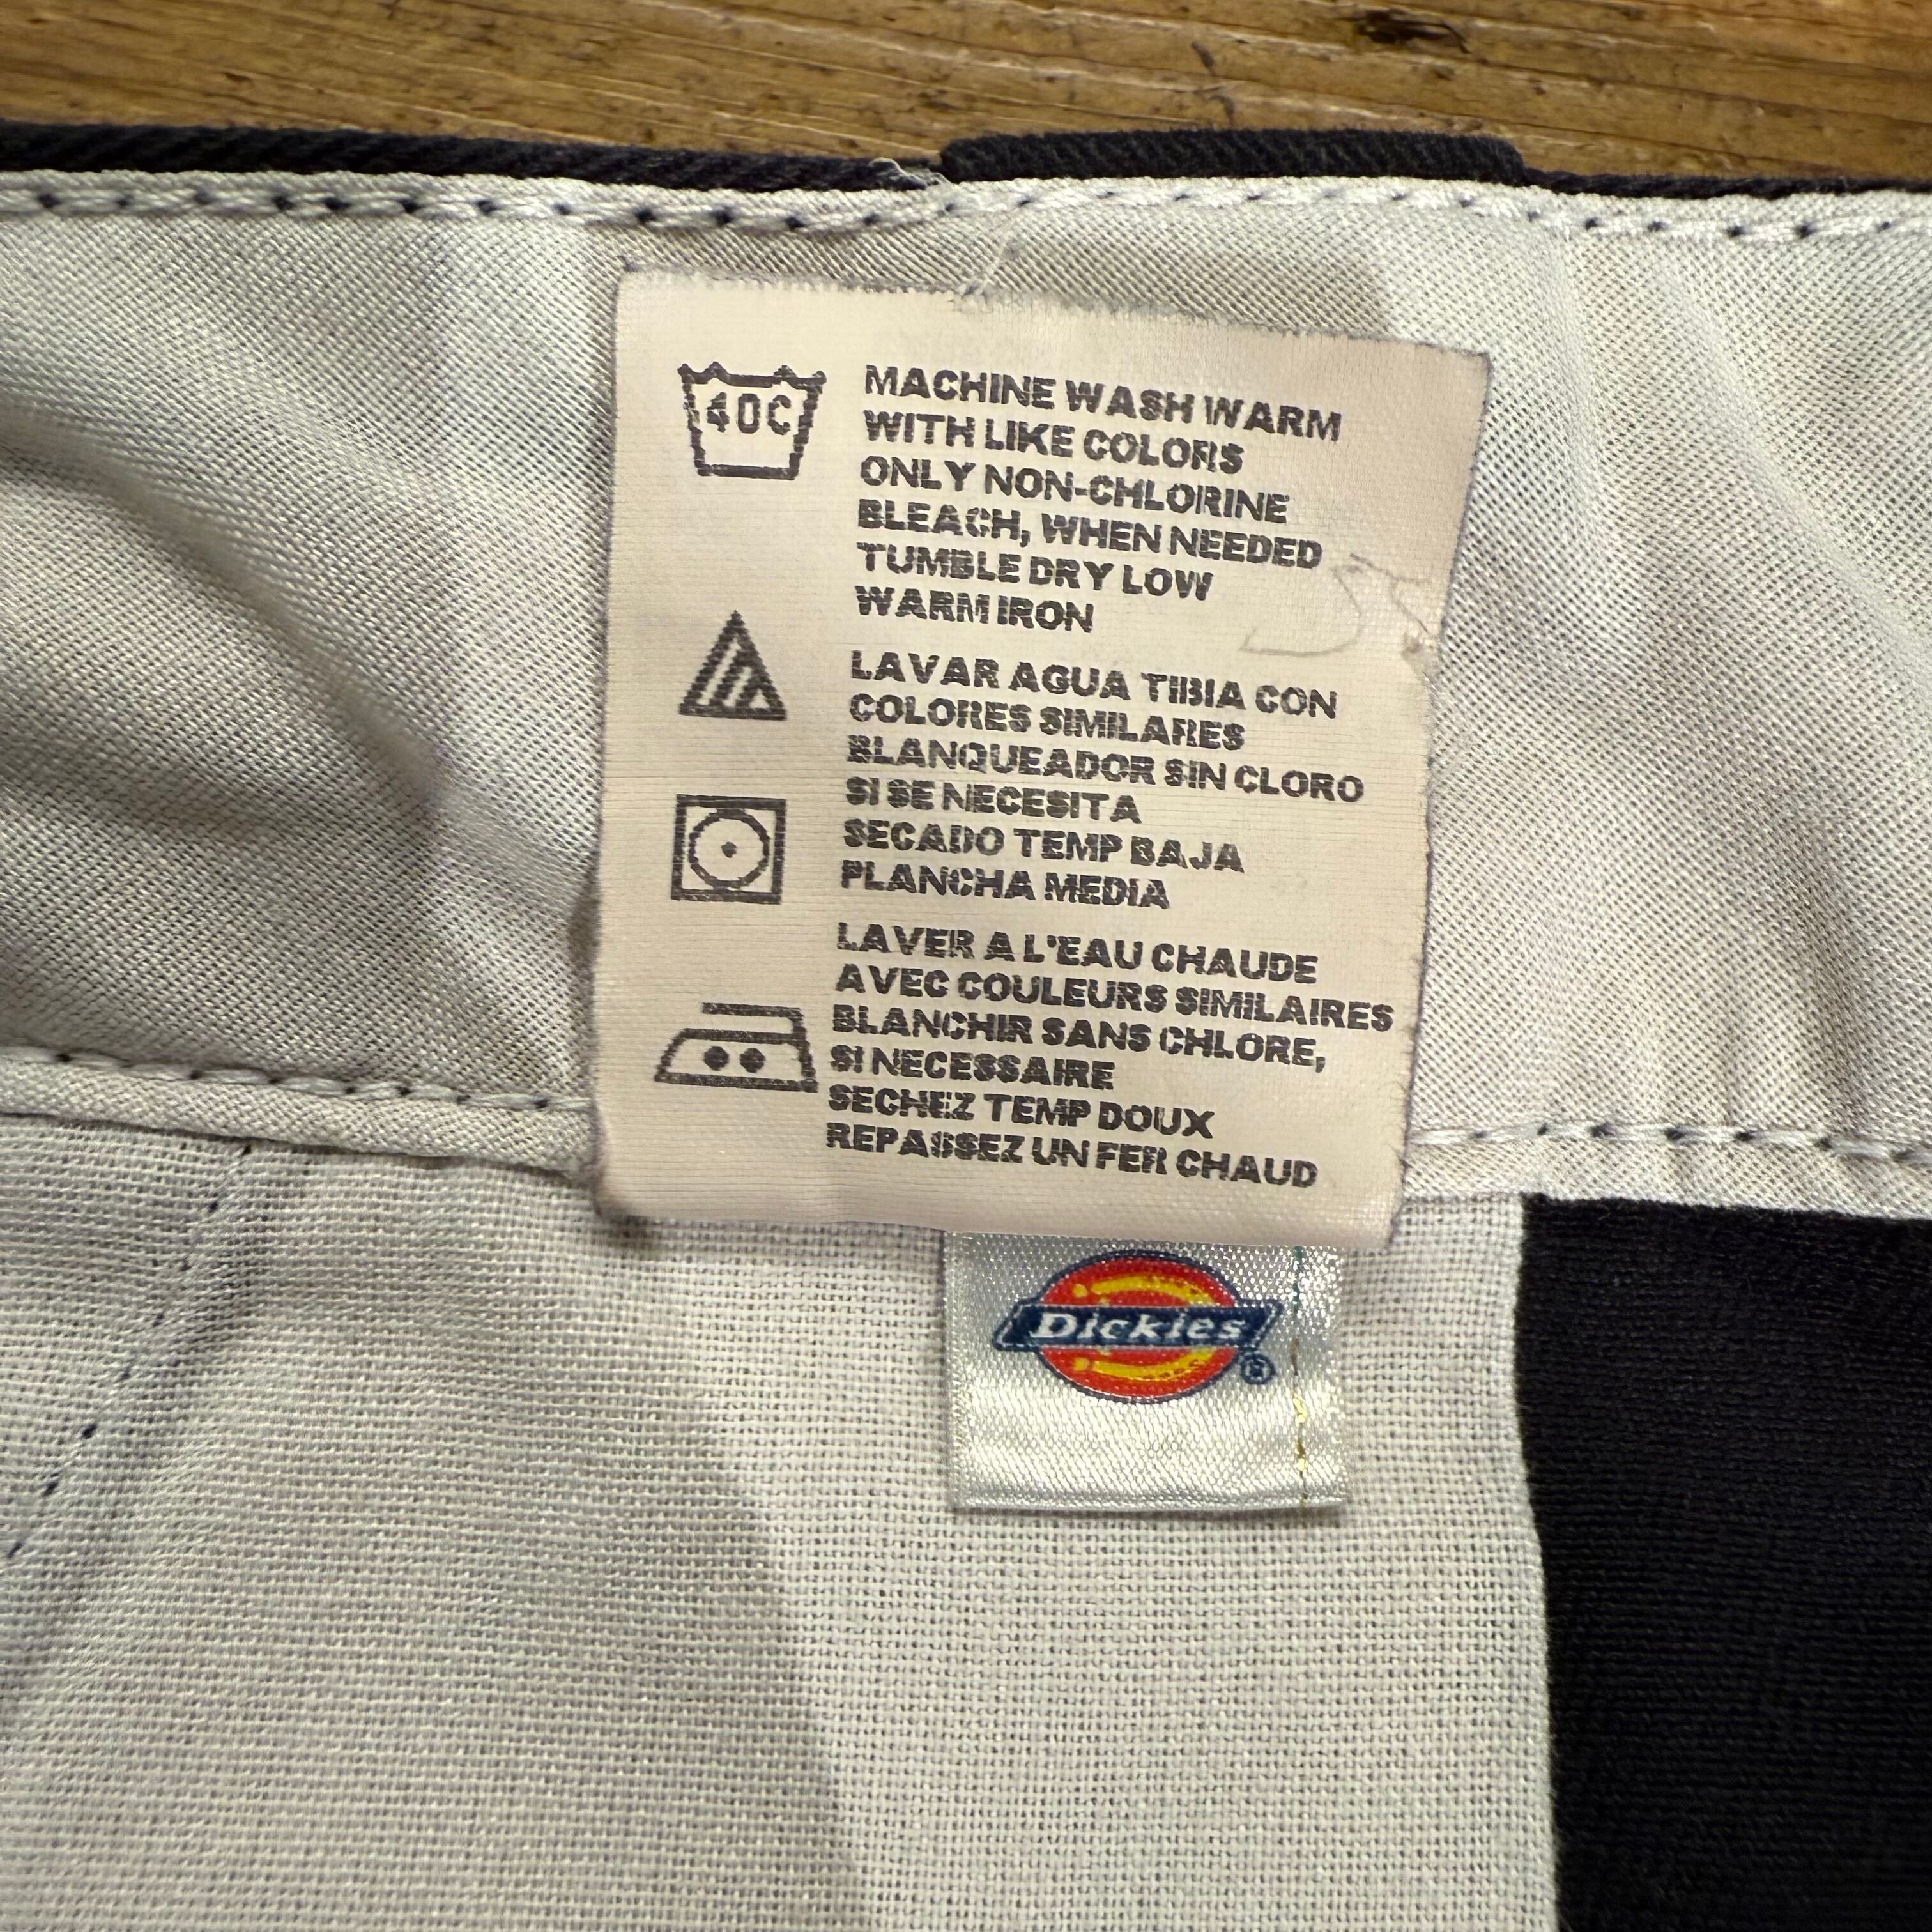 40C
MACHINE WASH WARM
WITH LIKE COLORS
ONLY NON-CHLORINE
BLEACH, WHEN NEEDED
TUMBLE DRY LOW
WARM IRON
LAVAR AGUA TIBIA CON
COLORES SIMILARES
BLANQUEADOR SIN CLORO
SI SE NECESITA
SECADO TEMP BAJA
PLANCHA MEDIA
LAVER A L'EAU CHAUDE
AVEC COULEURS SIMILAIRES
BLANCHIR SANS CHLORE,
SI NECESSAIRE
SECHEZ TEMP DOUX
REPASSEZ UN FER CHAUD
Dickies®